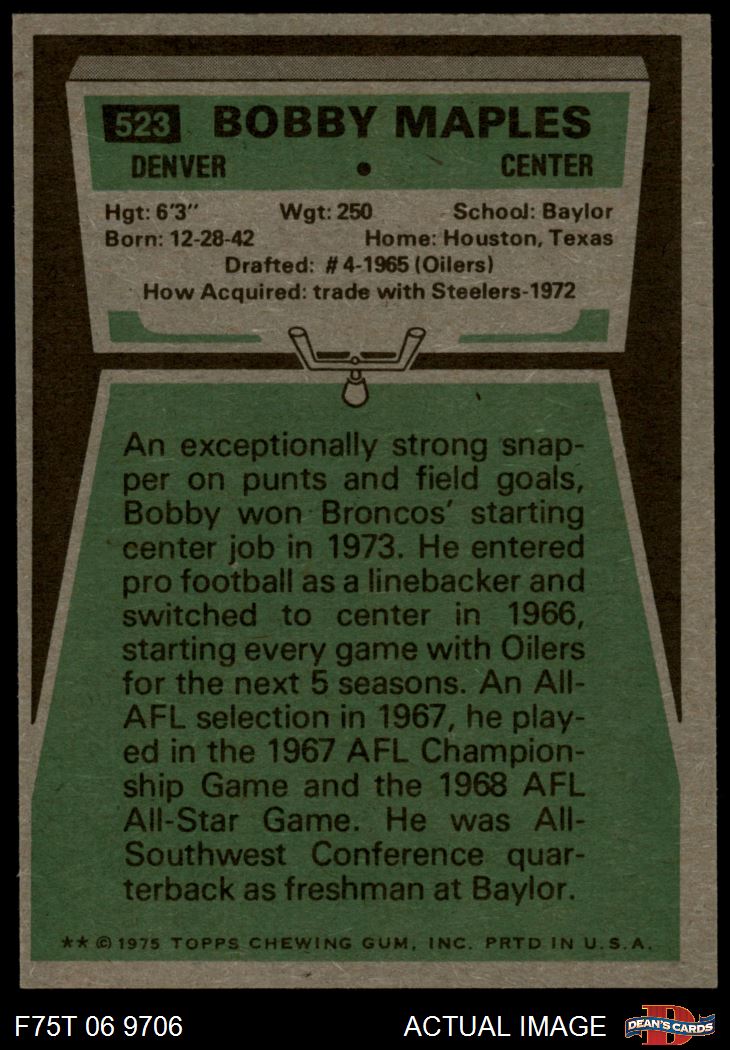 523 BOBBY MAPLES
DENVER • CENTER
Hgt: 6'3" Wgt: 250 School: Baylor
Born: 12-28-42 Home: Houston, Texas
Drafted: #4-1965 (Oilers)
How Acquired: trade with Steelers-1972
An exceptionally strong snap-
per on punts and field goals,
Bobby won Broncos' starting
center job in 1973. He entered
pro football as a linebacker and
switched to center in 1966,
starting every game with Oilers
for the next 5 seasons. An All-
AFL selection in 1967, he play-
ed in the 1967 AFL Champion-
ship Game and the 1968 AFL
All-Star Game. He was All-
Southwest Conference quar-
terback as freshman at Baylor.
★★ © 1975 TOPPS CHEWING GUM, INC. PRTD IN U.S.A.
F75T 06 9706 ACTUAL IMAGE D DEAN'S CARDS